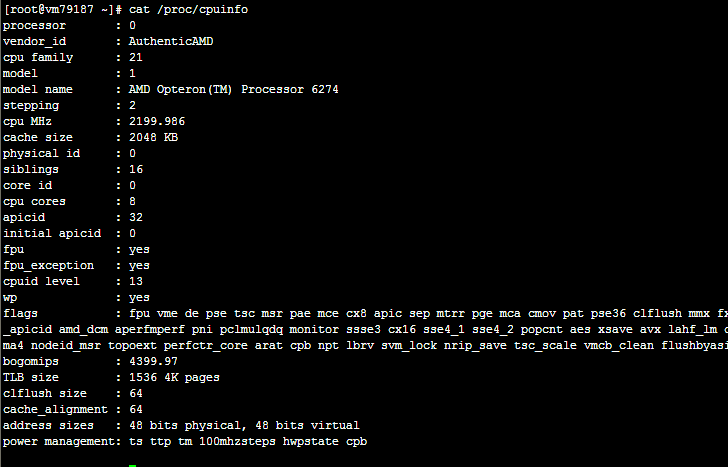 [root@vm79187 ~]# cat /proc/cpuinfo
processor       : 0
vendor_id       : AuthenticAMD
cpu family      : 21
model           : 1
model name      : AMD Opteron(TM) Processor 6274
stepping        : 2
cpu MHz         : 2199.986
cache size      : 2048 KB
physical id     : 0
siblings        : 16
core id         : 0
cpu cores       : 8
apicid          : 32
initial apicid  : 0
fpu             : yes
fpu_exception   : yes
cpuid level     : 13
wp              : yes
flags           : fpu vme de pse tsc msr pae mce cx8 apic sep mtrr pge mca cmov pat pse36 clflush mmx fx
_apicid amd_dcm aperfmperf pni pclmulqdq monitor ssse3 cx16 sse4_1 sse4_2 popcnt aes xsave avx lahf_lm c
ma4 nodeid_msr topoext perfctr_core arat cpb npt lbrv svm_lock nrip_save tsc_scale vmcb_clean flushbyasi
bogomips        : 4399.97
TLB size        : 1536 4K pages
clflush size    : 64
cache_alignment : 64
address sizes   : 48 bits physical, 48 bits virtual
power management: ts ttp tm 100mhzsteps hwpstate cpb